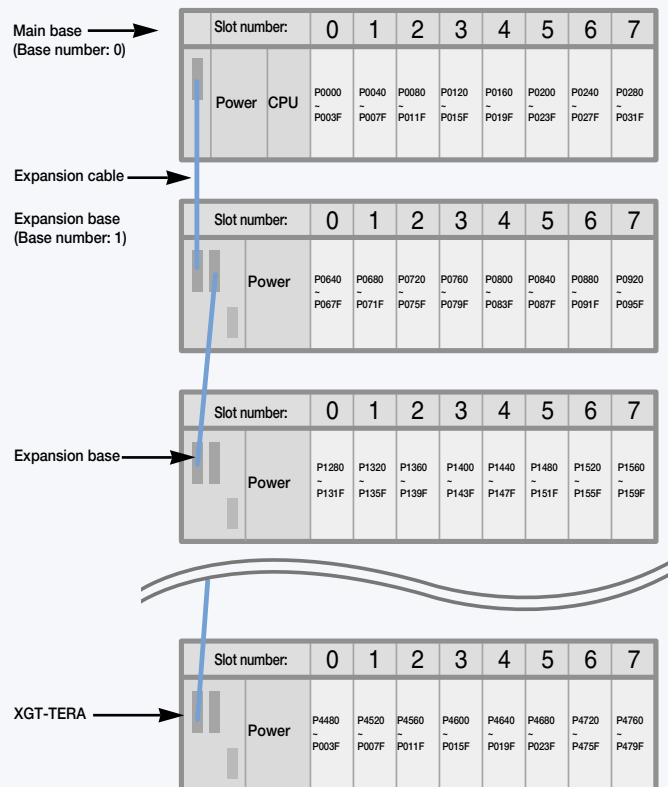 Main base
(Base number: 0)
Slot number: 0 1 2 3 4 5 6 7
Power CPU
P0000 ~ P003F
P0040 ~ P007F
P0080 ~ P011F
P0120 ~ P015F
P0160 ~ P019F
P0200 ~ P023F
P0240 ~ P027F
P0280 ~ P031F
Expansion cable
Expansion base
(Base number: 1)
Slot number: 0 1 2 3 4 5 6 7
Power
P0640 ~ P067F
P0680 ~ P071F
P0720 ~ P075F
P0760 ~ P079F
P0800 ~ P083F
P0840 ~ P087F
P0880 ~ P091F
P0920 ~ P095F
Slot number: 0 1 2 3 4 5 6 7
Expansion base
Power
P1280 ~ P131F
P1320 ~ P135F
P1360 ~ P139F
P1400 ~ P143F
P1440 ~ P147F
P1480 ~ P151F
P1520 ~ P155F
P1560 ~ P159F
Slot number: 0 1 2 3 4 5 6 7
XGT-TERA
Power
P4480 ~ P003F
P4520 ~ P007F
P4560 ~ P011F
P4600 ~ P015F
P4640 ~ P019F
P4680 ~ P023F
P4720 ~ P475F
P4760 ~ P479F